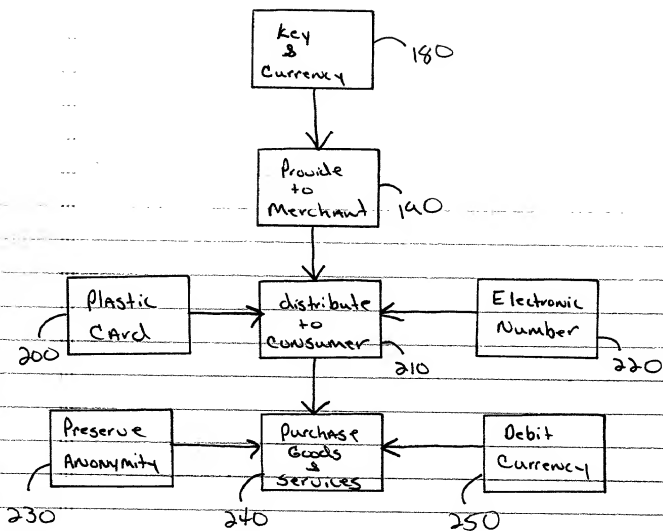 Key
&
Currency
180
Provide
to
Merchant
190
Plastic
CArd
200
distribute
to
Consumer
210
Electronic
Number
220
Preserve
ANONYMITY
230
Purchase
Goods
&
Services
240
Debit
Currency
250